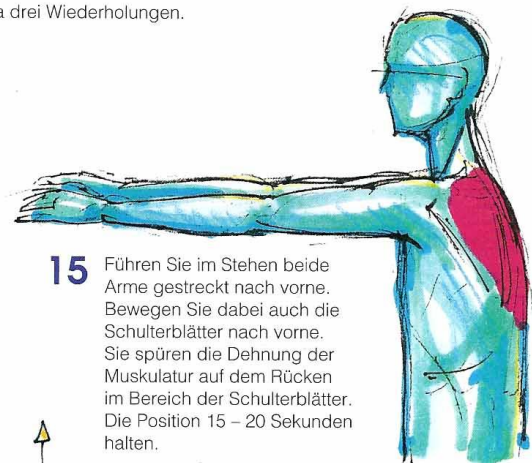 a drei Wiederholungen.
15 Führen Sie im Stehen beide
Arme gestreckt nach vorne.
Bewegen Sie dabei auch die
Schulterblätter nach vorne.
Sie spüren die Dehnung der
Muskulatur auf dem Rücken
im Bereich der Schulterblätter.
Die Position 15 – 20 Sekunden
halten.